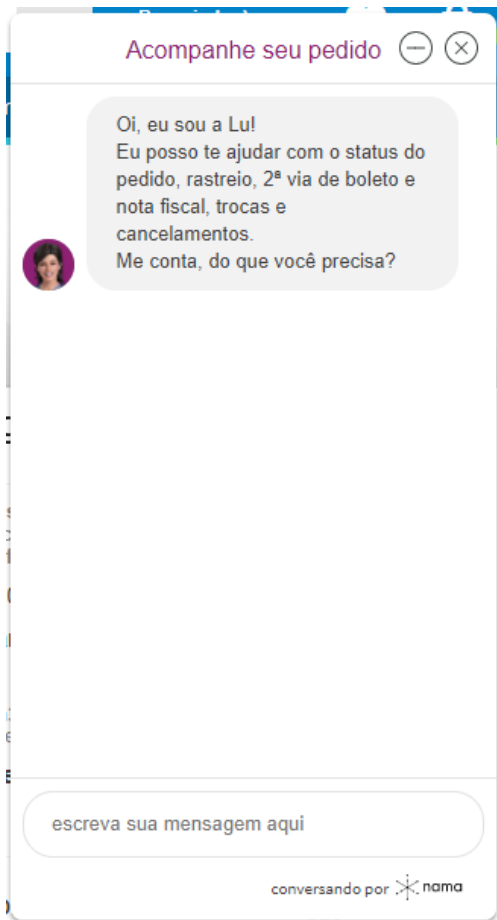 Acompanhe seu pedido
Oi, eu sou a Lu!
Eu posso te ajudar com o status do
pedido, rastreio, 2ª via de boleto e
nota fiscal, trocas e
cancelamentos.
Me conta, do que você precisa?
escreva sua mensagem aqui
conversando por nama